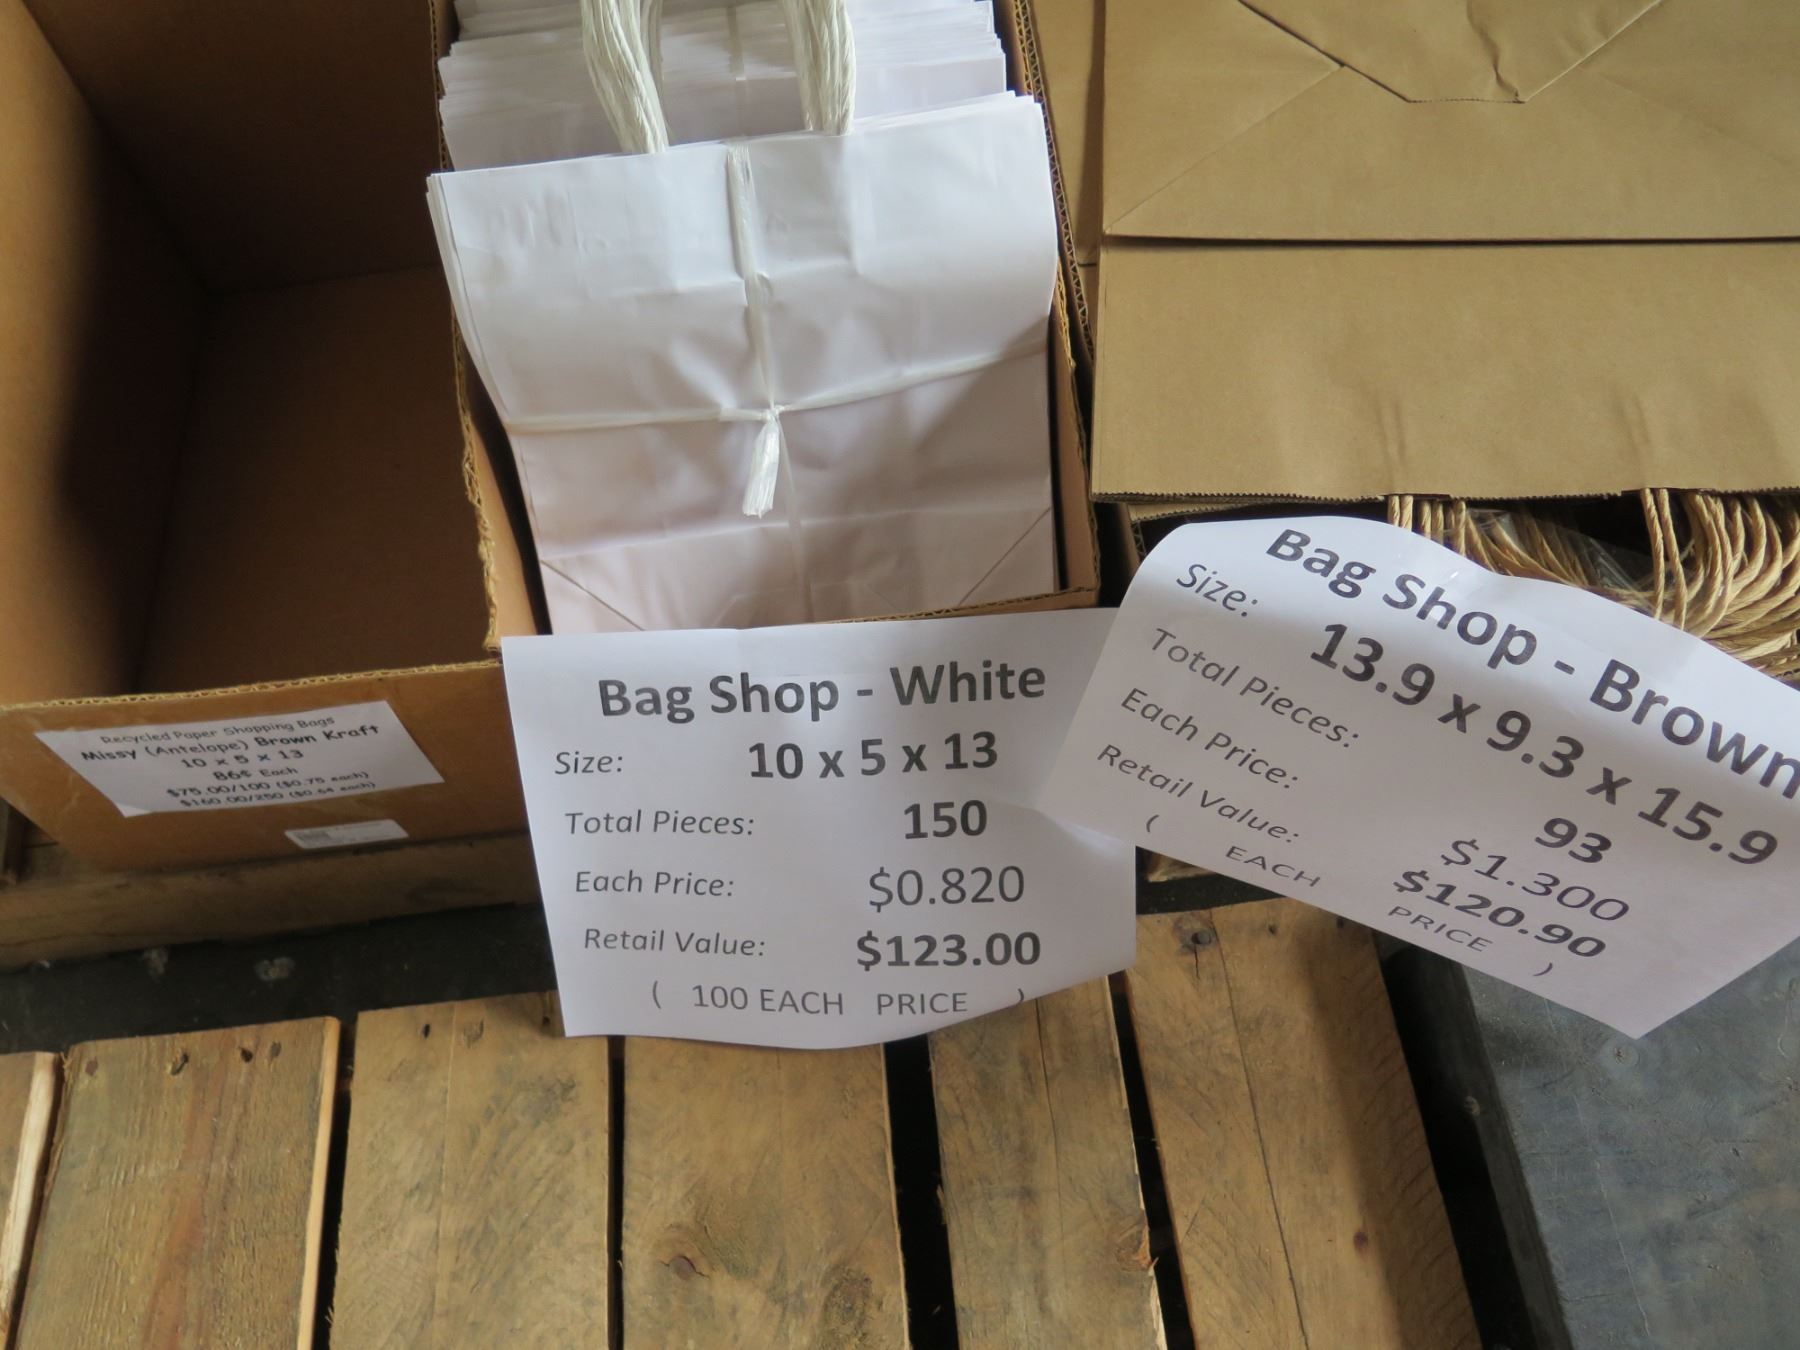 Recycled Paper Shopping Bags
Missy (Antelope) Brown Kraft
10 x 5 x 13
86¢ Each
$75.00/100 ($0.75 each)
$160.00/250 ($0.64 each)
Bag Shop - White
Size: 10 x 5 x 13
Total Pieces: 150
Each Price: $0.820
Retail Value: $123.00
( 100 EACH PRICE )
Bag Shop - Brown
Size: 13.9 x 9.3 x 15.9
Total Pieces: 93
Each Price: $1.300
Retail Value: $120.90
( EACH PRICE )